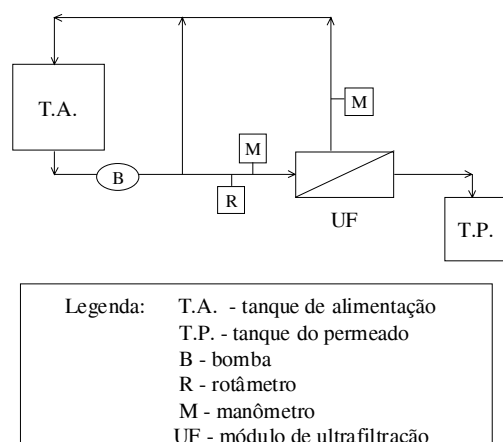 T.A.
M
M
B
R
UF
T.P.
Legenda: T.A. - tanque de alimentação
T.P. - tanque do permeado
B - bomba
R - rotâmetro
M - manômetro
UF - módulo de ultrafiltração